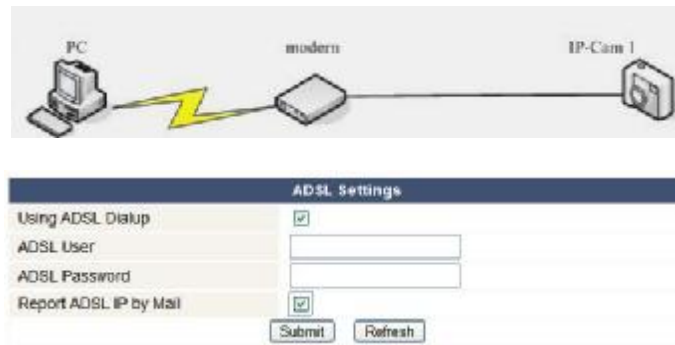 PC modem IP-Cam 1
ADSL Settings
Using ADSL Dialup
ADSL User
ADSL Password
Report ADSL IP by Mail
Submit Refresh